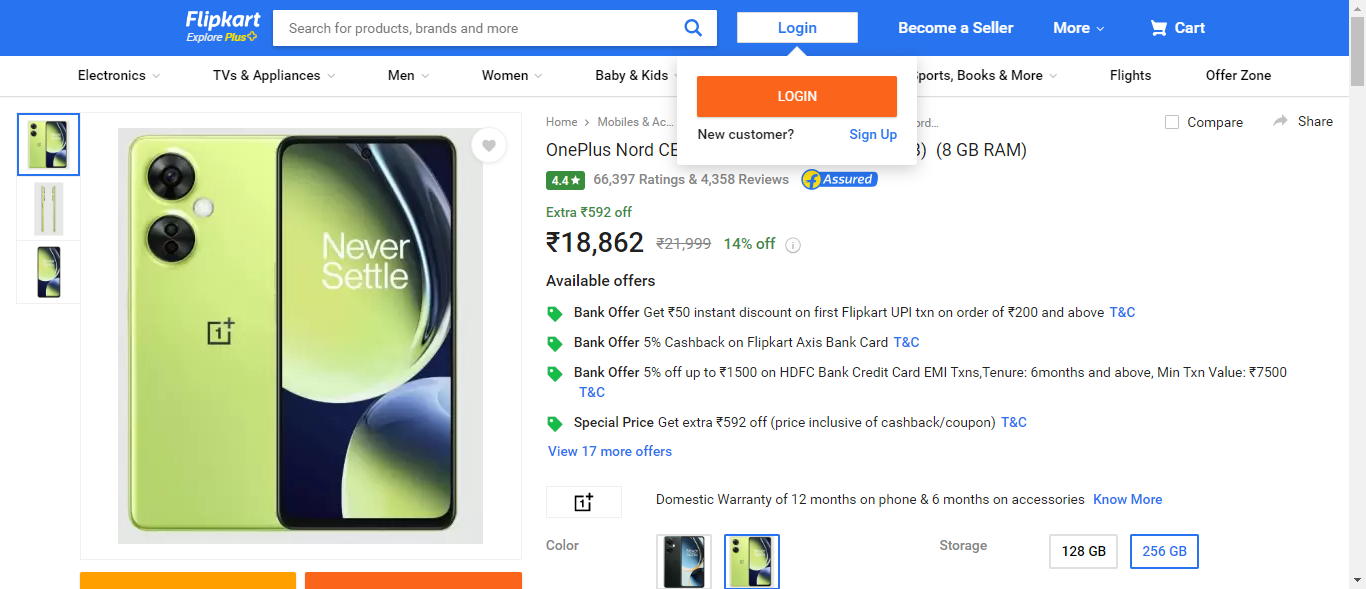 Flipkart
Explore Plus
Search for products, brands and more
Login
Become a Seller
More
Cart
Electronics
TVs & Appliances
Men
Women
Baby & Kids
Sports, Books & More
Flights
Offer Zone
LOGIN
New customer?
Sign Up
Home
Mobiles & Ac...
ord...
Compare
Share
OnePlus Nord CE
(8 GB RAM)
4.4★
66,397 Ratings & 4,358 Reviews
Assured
Extra ₹592 off
₹18,862 ₹21,999 14% off
Available offers
Bank Offer Get ₹50 instant discount on first Flipkart UPI txn on order of ₹200 and above T&C
Bank Offer 5% Cashback on Flipkart Axis Bank Card T&C
Bank Offer 5% off up to ₹1500 on HDFC Bank Credit Card EMI Txns,Tenure: 6months and above, Min Txn Value: ₹7500
T&C
Special Price Get extra ₹592 off (price inclusive of cashback/coupon) T&C
View 17 more offers
Domestic Warranty of 12 months on phone & 6 months on accessories Know More
Color
Storage
128 GB
256 GB
Never
Settle